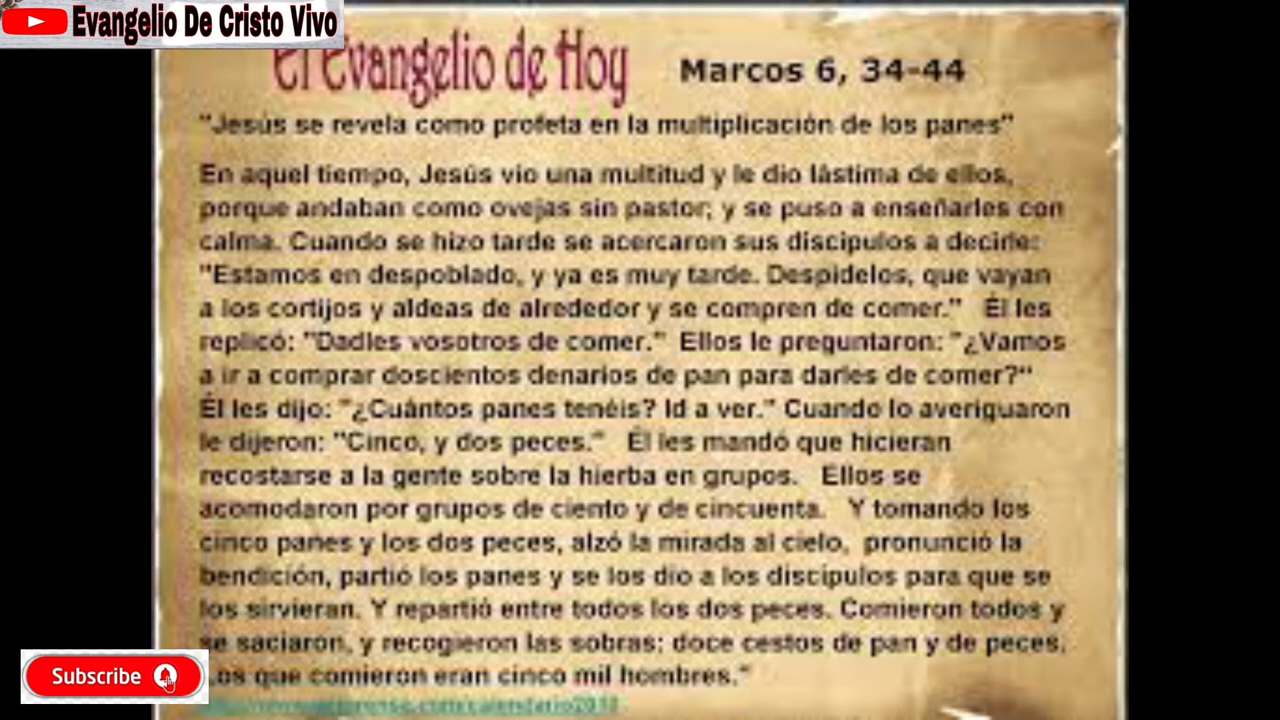 Evangelio De Cristo Vivo
El Evangelio de Hoy
Marcos 6, 34-44
"Jesús se revela como profeta en la multiplicación de los panes"
En aquel tiempo, Jesús vio una multitud y le dio lástima de ellos,
porque andaban como ovejas sin pastor; y se puso a enseñarles con
calma. Cuando se hizo tarde se acercaron sus discípulos a decirle:
"Estamos en despoblado, y ya es muy tarde. Despídelos, que vayan
a los cortijos y aldeas de alrededor y se compren de comer." Él les
replicó: "Dadles vosotros de comer." Ellos le preguntaron: "¿Vamos
a ir a comprar doscientos denarios de pan para darles de comer?"
Él les dijo: "¿Cuántos panes tenéis? Id a ver." Cuando lo averiguaron
le dijeron: "Cinco, y dos peces." Él les mandó que hicieran
recostarse a la gente sobre la hierba en grupos. Ellos se
acomodaron por grupos de ciento y de cincuenta. Y tomando los
cinco panes y los dos peces, alzó la mirada al cielo, pronunció la
bendición, partió los panes y se los dio a los discípulos para que se
los sirvieran. Y repartió entre todos los dos peces. Comieron todos y
se saciaron, y recogieron las sobras: doce cestos de pan y de peces.
Los que comieron eran cinco mil hombres."
Subscribe